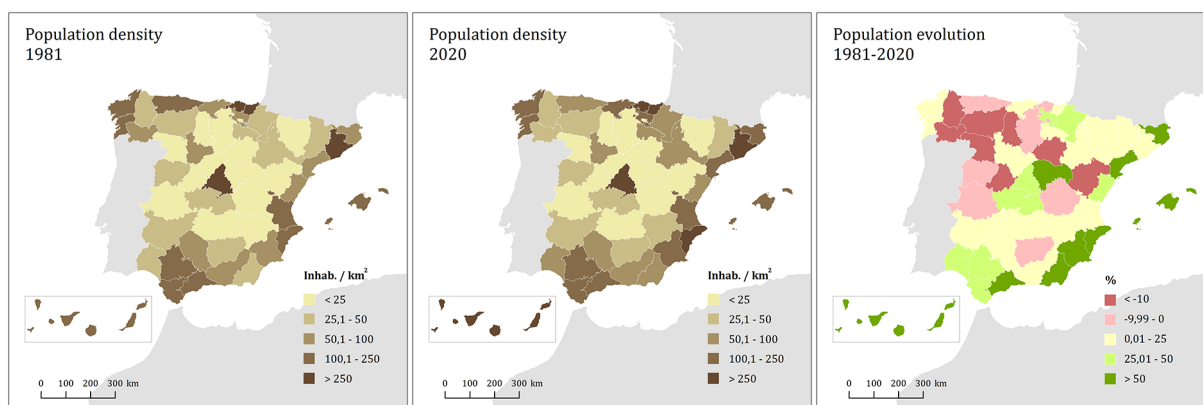 Population density
1981
Inhab. / km²
< 25
25,1 - 50
50,1 - 100
100,1 - 250
> 250
0 100 200 300 km
Population density
2020
Inhab. / km²
< 25
25,1 - 50
50,1 - 100
100,1 - 250
> 250
0 100 200 300 km
Population evolution
1981-2020
%
< -10
-9,99 - 0
0,01 - 25
25,01 - 50
> 50
0 100 200 300 km